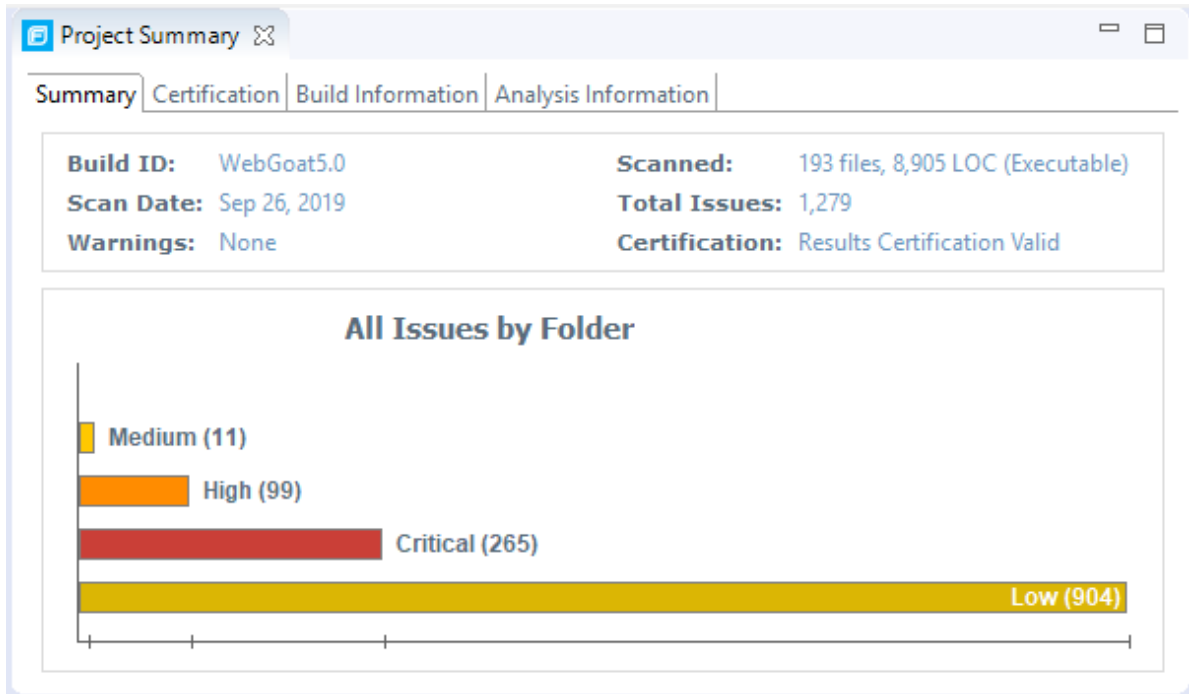 Project Summary
Summary Certification Build Information Analysis Information
Build ID: WebGoat5.0 Scanned: 193 files, 8,905 LOC (Executable)
Scan Date: Sep 26, 2019 Total Issues: 1,279
Warnings: None Certification: Results Certification Valid
All Issues by Folder
Medium (11)
High (99)
Critical (265)
Low (904)